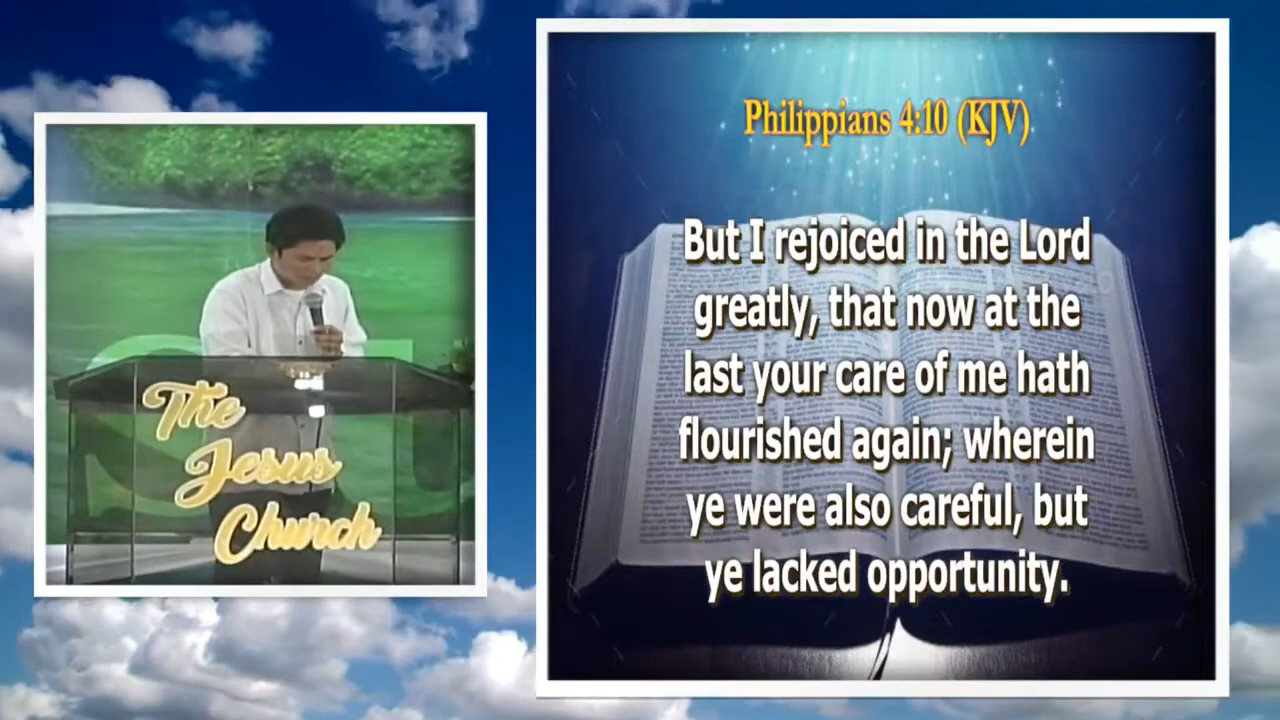 The
Jesus
Church
Philippians 4:10 (KJV)
But I rejoiced in the Lord
greatly, that now at the
last your care of me hath
flourished again; wherein
ye were also careful, but
ye lacked opportunity.